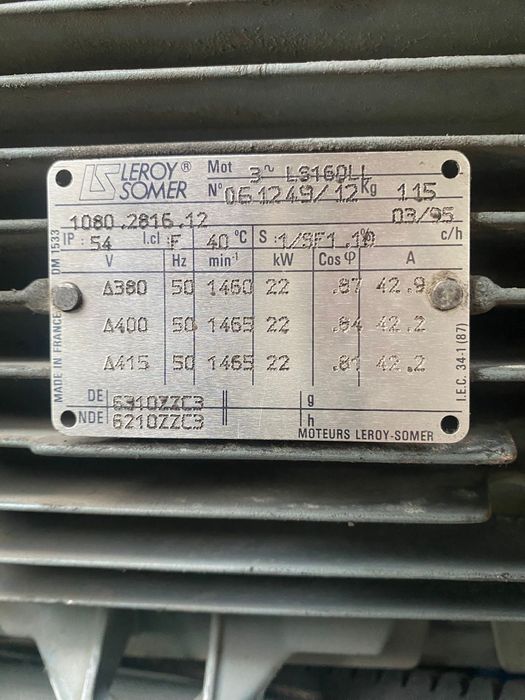 LS LEROY® SOMER Mot 3~ LS160LL
N° 061249/12 Kg 115
1080.2816.12 03/95
IP 54 I.cl F 40 °C S 1/SF1.10 % c/h
V Hz min⁻¹ kW Cos φ A
Δ380 50 1460 22 .87 42.9
Δ400 50 1465 22 .84 42.2
Δ415 50 1465 22 .81 42.2
DE 6310ZZC3 g
NDE 6210ZZC3 h
MOTEURS LEROY-SOMER
MADE IN FRANCE DM 1533
I.E.C. 34-1 (87)